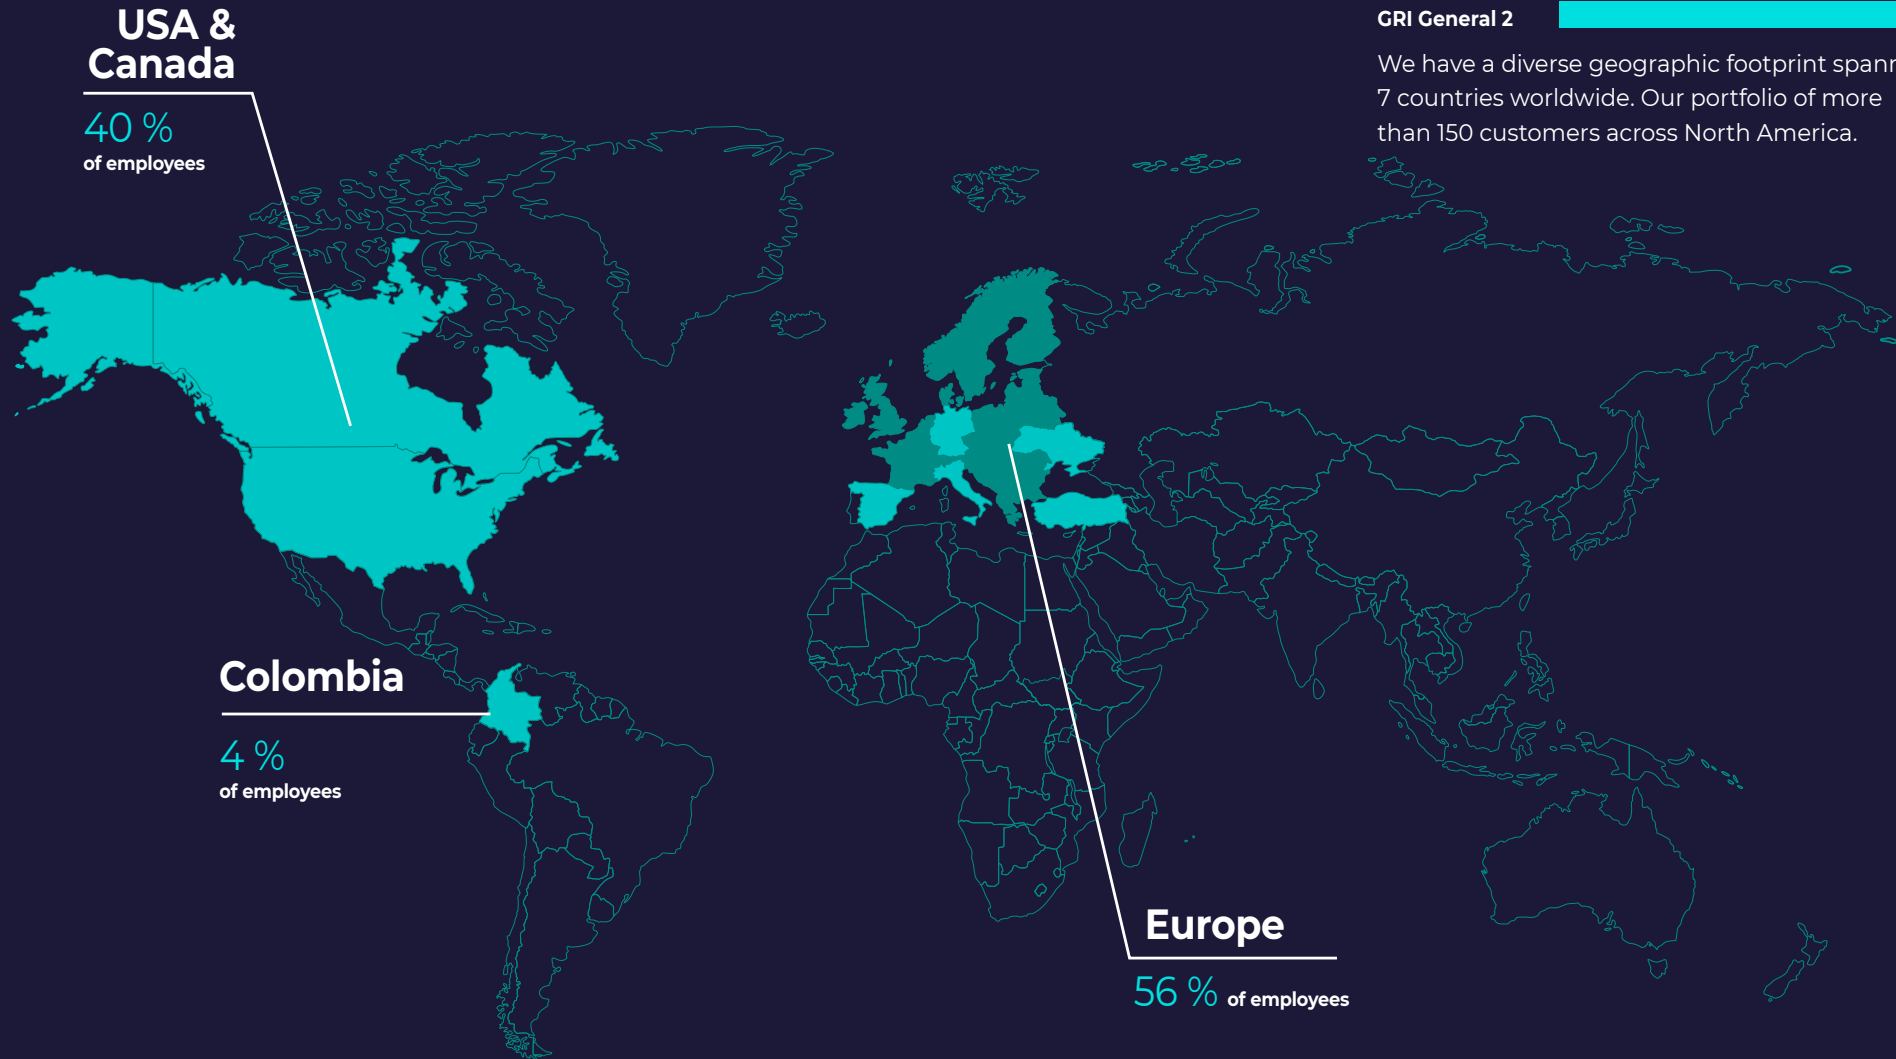 USA &
Canada
40 %
of employees
GRI General 2
We have a diverse geographic footprint
7 countries worldwide. Our portfolio of more
than 150 customers across North America.
Colombia
4 %
of employees
Europe
56 % of employees